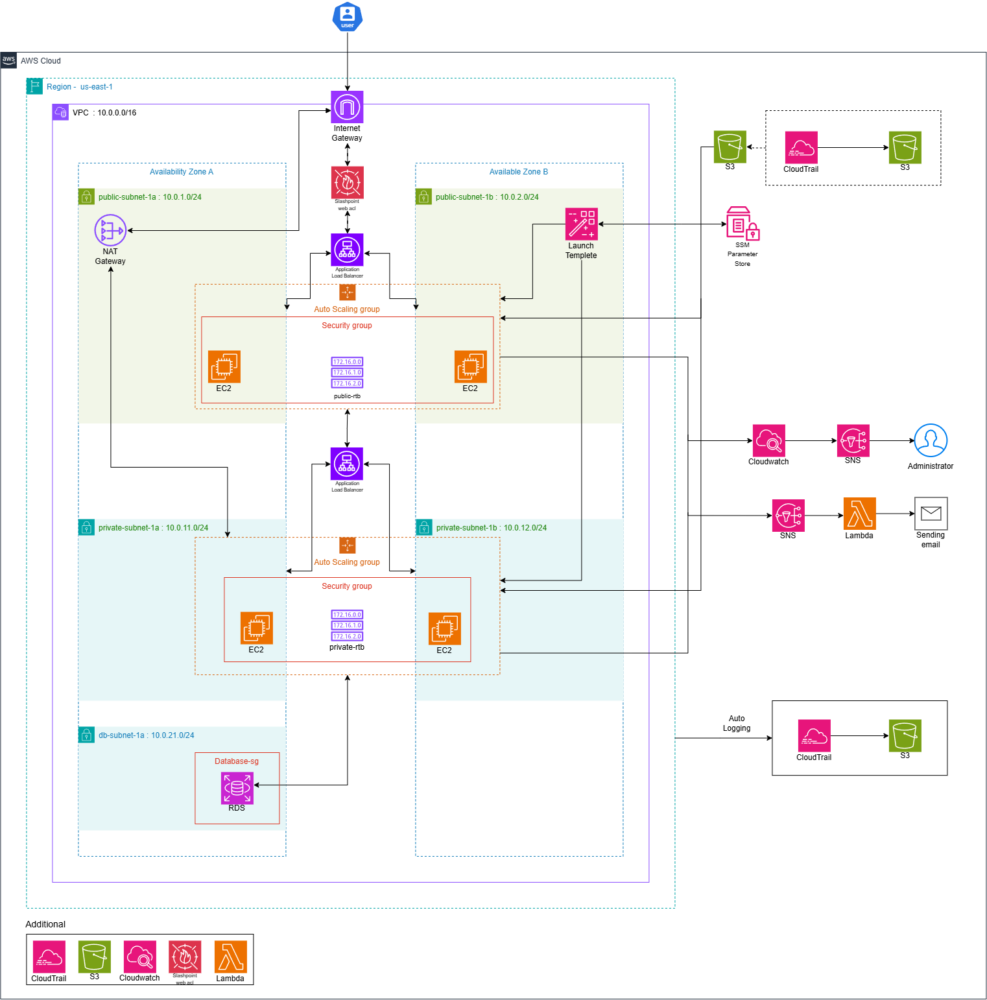 user
aws
AWS Cloud
Region -  us-east-1
VPC  : 10.0.0.0/16
Internet
Gateway
Availability Zone A
Available Zone B
Slashpoint
web acl
public-subnet-1a : 10.0.1.0/24
public-subnet-1b : 10.0.2.0/24
NAT
Gateway
Application
Load Balancer
Launch
Templete
S3
CloudTrail
S3
SSM
Parameter
Store
Auto Scaling group
Security group
EC2
172.16.0.0
172.16.1.0
172.16.2.0
public-rtb
EC2
Application
Load Balancer
Cloudwatch
SNS
Administrator
SNS
Lambda
Sending
email
private-subnet-1a : 10.0.11.0/24
private-subnet-1b : 10.0.12.0/24
Auto Scaling group
Security group
EC2
172.16.0.0
172.16.1.0
172.16.2.0
private-rtb
EC2
Auto
Logging
CloudTrail
S3
db-subnet-1a : 10.0.21.0/24
Database-sg
RDS
Additional
CloudTrail
S3
Cloudwatch
Slashpoint
web acl
Lambda